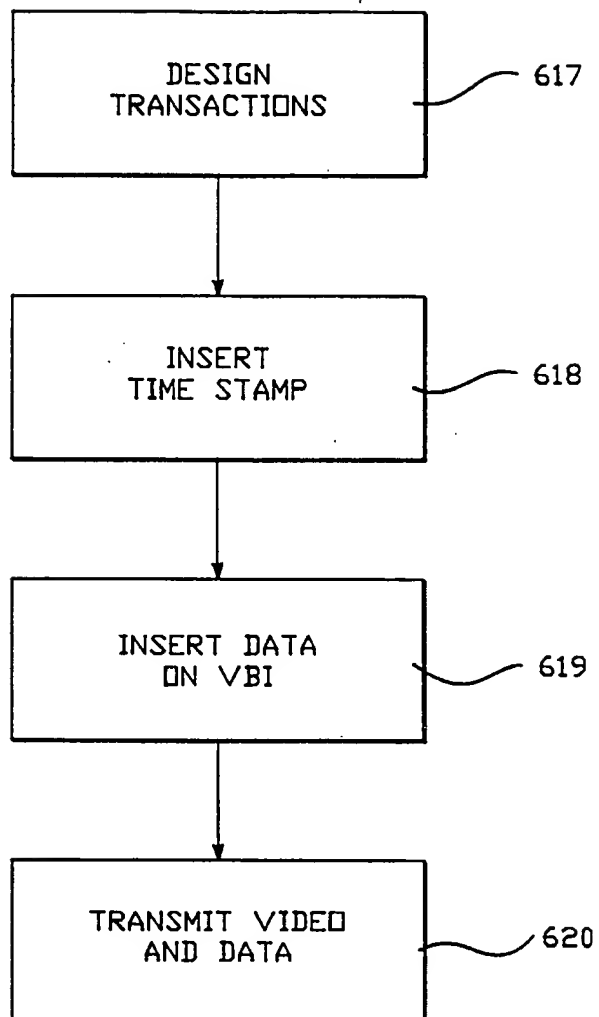 DESIGN
TRANSACTIONS
617
INSERT
TIME STAMP
618
INSERT DATA
ON VBI
619
TRANSMIT VIDEO
AND DATA
620